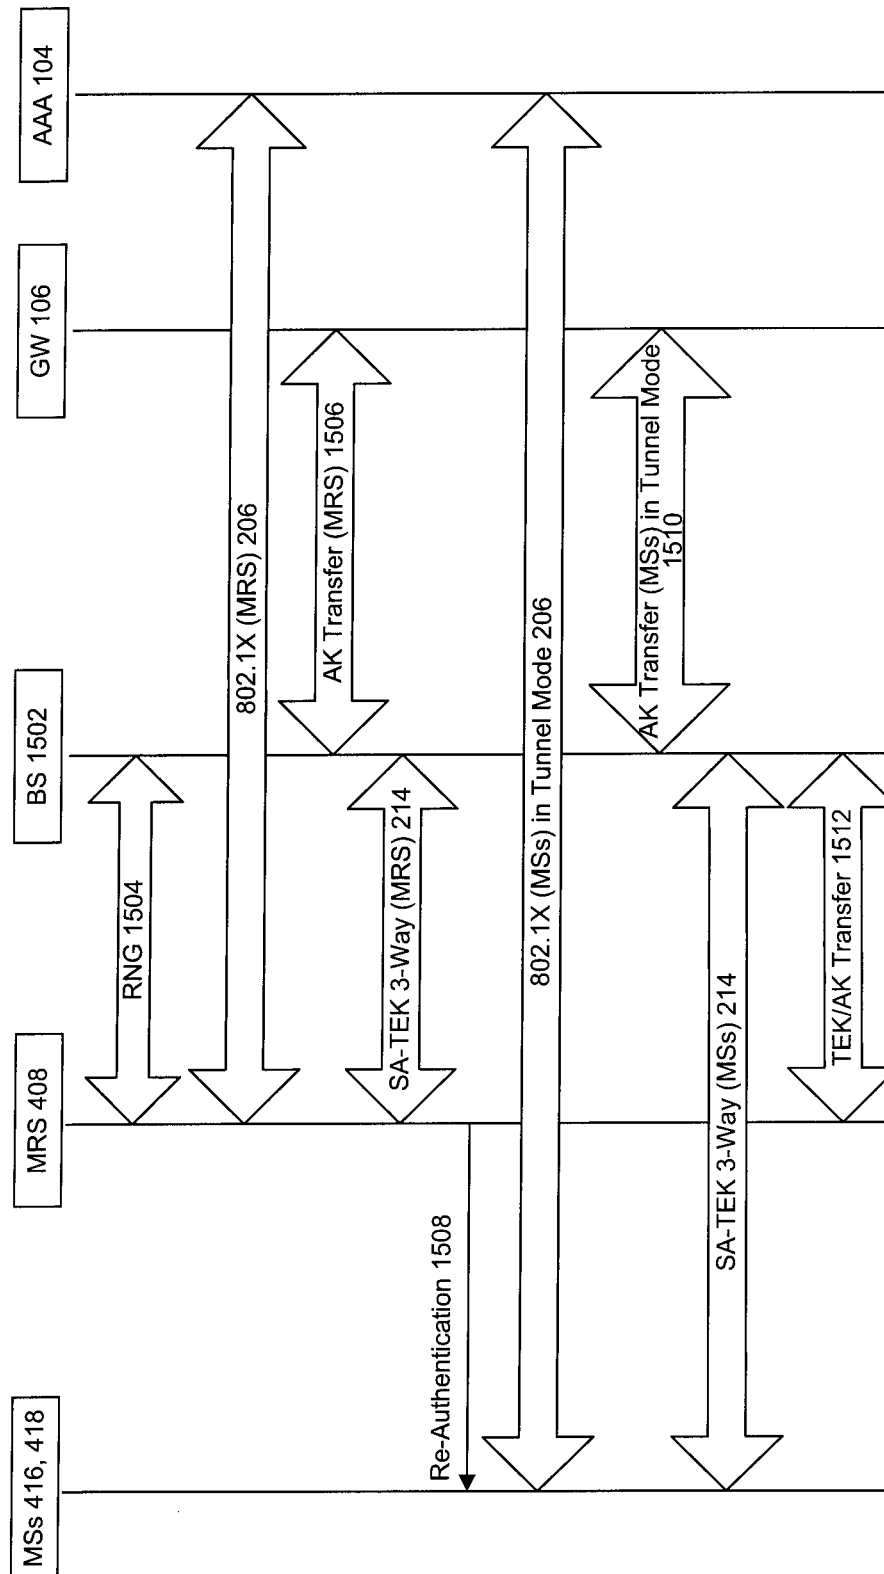 MSs 416, 418
MRS 408
BS 1502
GW 106
AAA 104
RNG 1504
802.1X (MRS) 206
AK Transfer (MRS) 1506
SA-TEK 3-Way (MRS) 214
Re-Authentication 1508
802.1X (MSs) in Tunnel Mode 206
AK Transfer (MSs) in Tunnel Mode
1510
SA-TEK 3-Way (MSs) 214
TEK/AK Transfer 1512